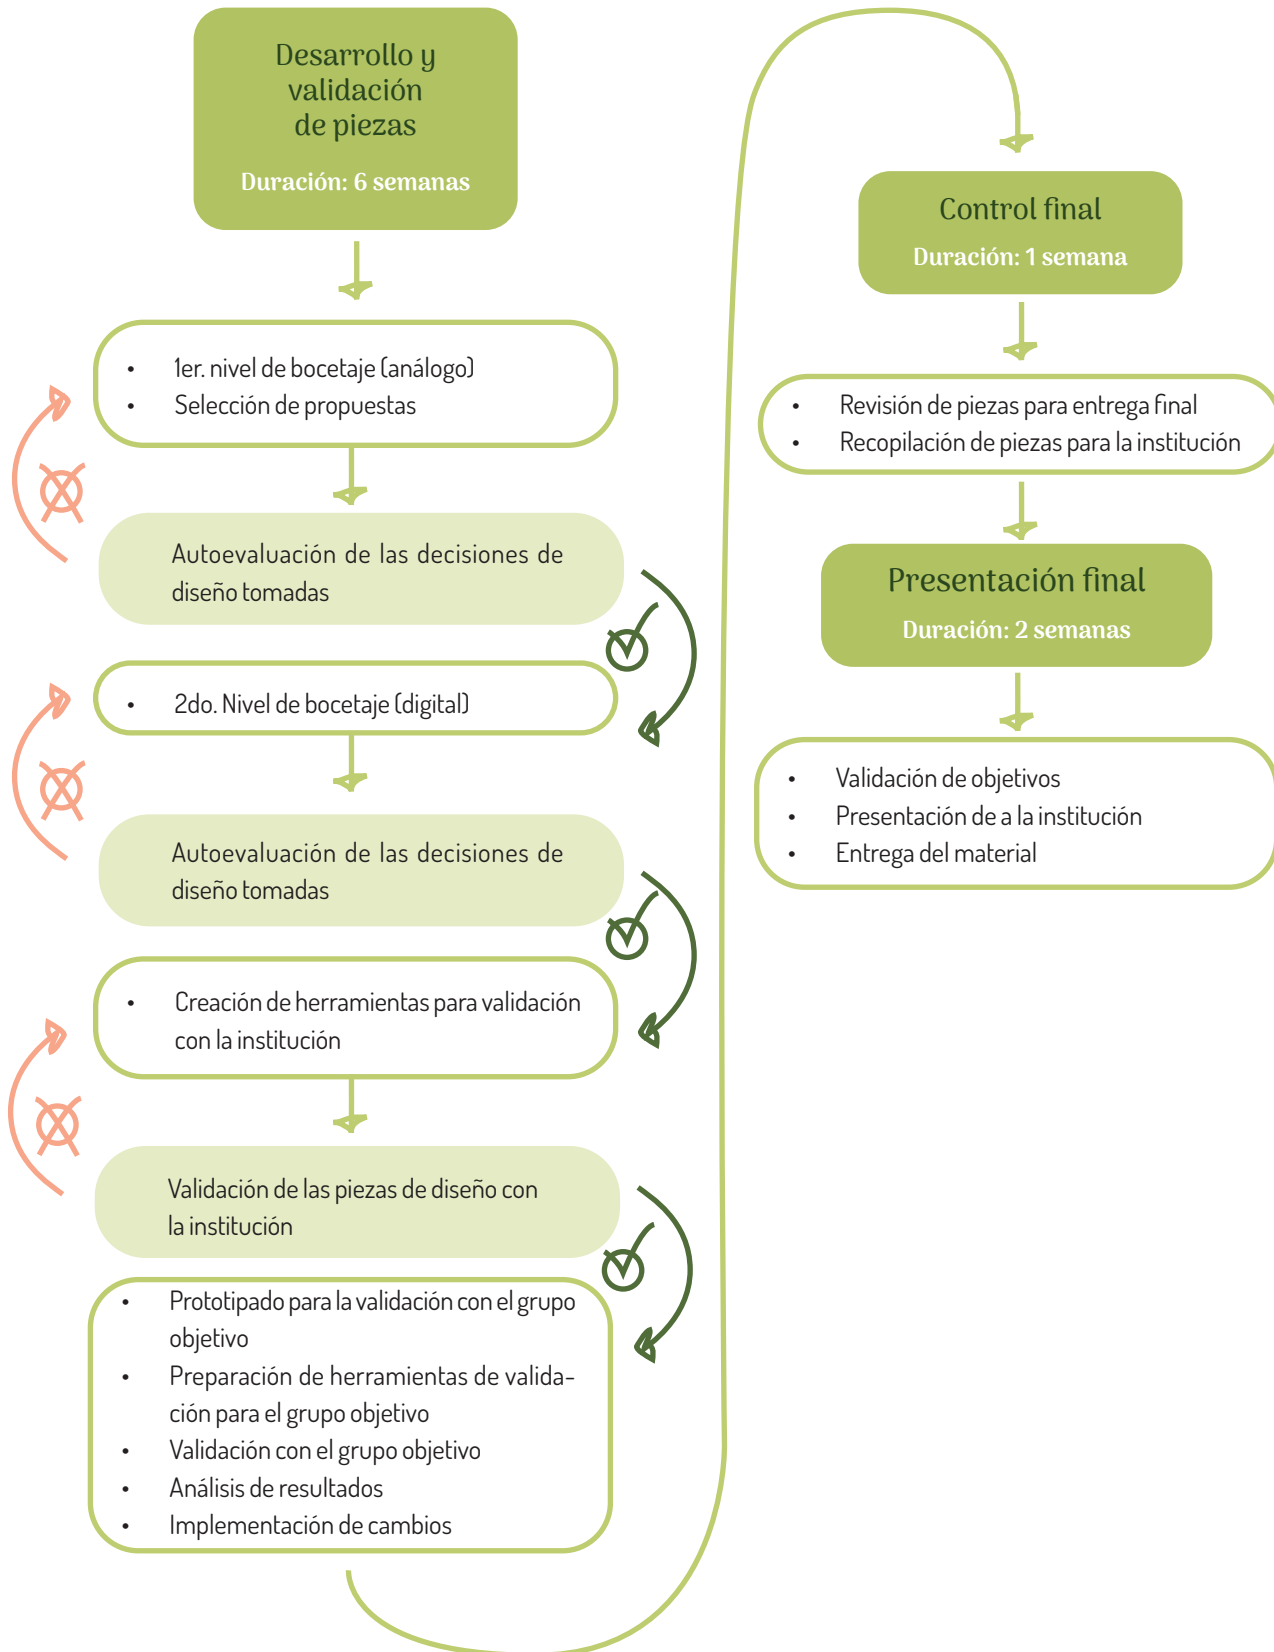 Desarrollo y
validación
de piezas
Duración: 6 semanas
• 1er. nivel de bocetaje (análogo)
• Selección de propuestas
Autoevaluación de las decisiones de
diseño tomadas
• 2do. Nivel de bocetaje (digital)
Autoevaluación de las decisiones de
diseño tomadas
• Creación de herramientas para validación
con la institución
Validación de las piezas de diseño con
la institución
• Prototipado para la validación con el grupo
objetivo
• Preparación de herramientas de valida-
ción para el grupo objetivo
• Validación con el grupo objetivo
• Análisis de resultados
• Implementación de cambios
Control final
Duración: 1 semana
• Revisión de piezas para entrega final
• Recopilación de piezas para la institución
Presentación final
Duración: 2 semanas
• Validación de objetivos
• Presentación de a la institución
• Entrega del material